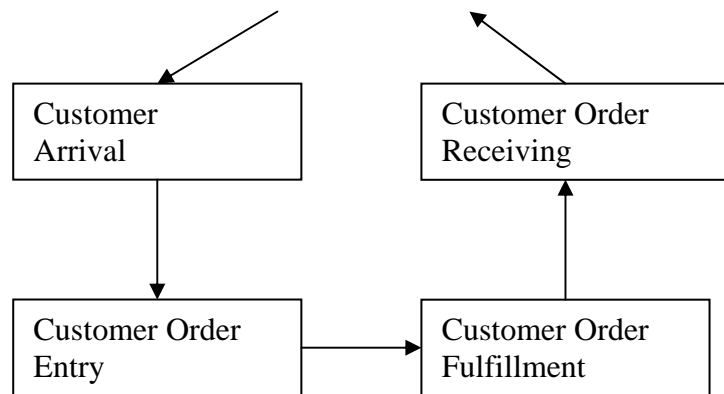 Customer
Arrival
Customer Order
Receiving
Customer Order
Entry
Customer Order
Fulfillment